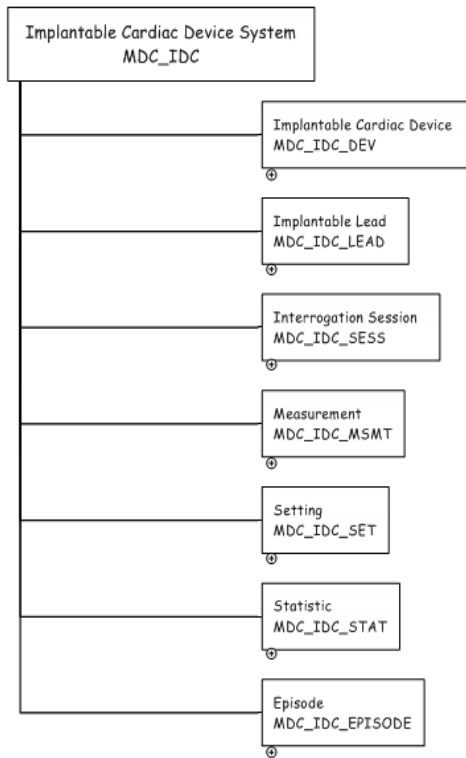 Implantable Cardiac Device System
MDC_IDC
Implantable Cardiac Device
MDC_IDC_DEV
Implantable Lead
MDC_IDC_LEAD
Interrogation Session
MDC_IDC_SESS
Measurement
MDC_IDC_MSMT
Setting
MDC_IDC_SET
Statistic
MDC_IDC_STAT
Episode
MDC_IDC_EPISODE